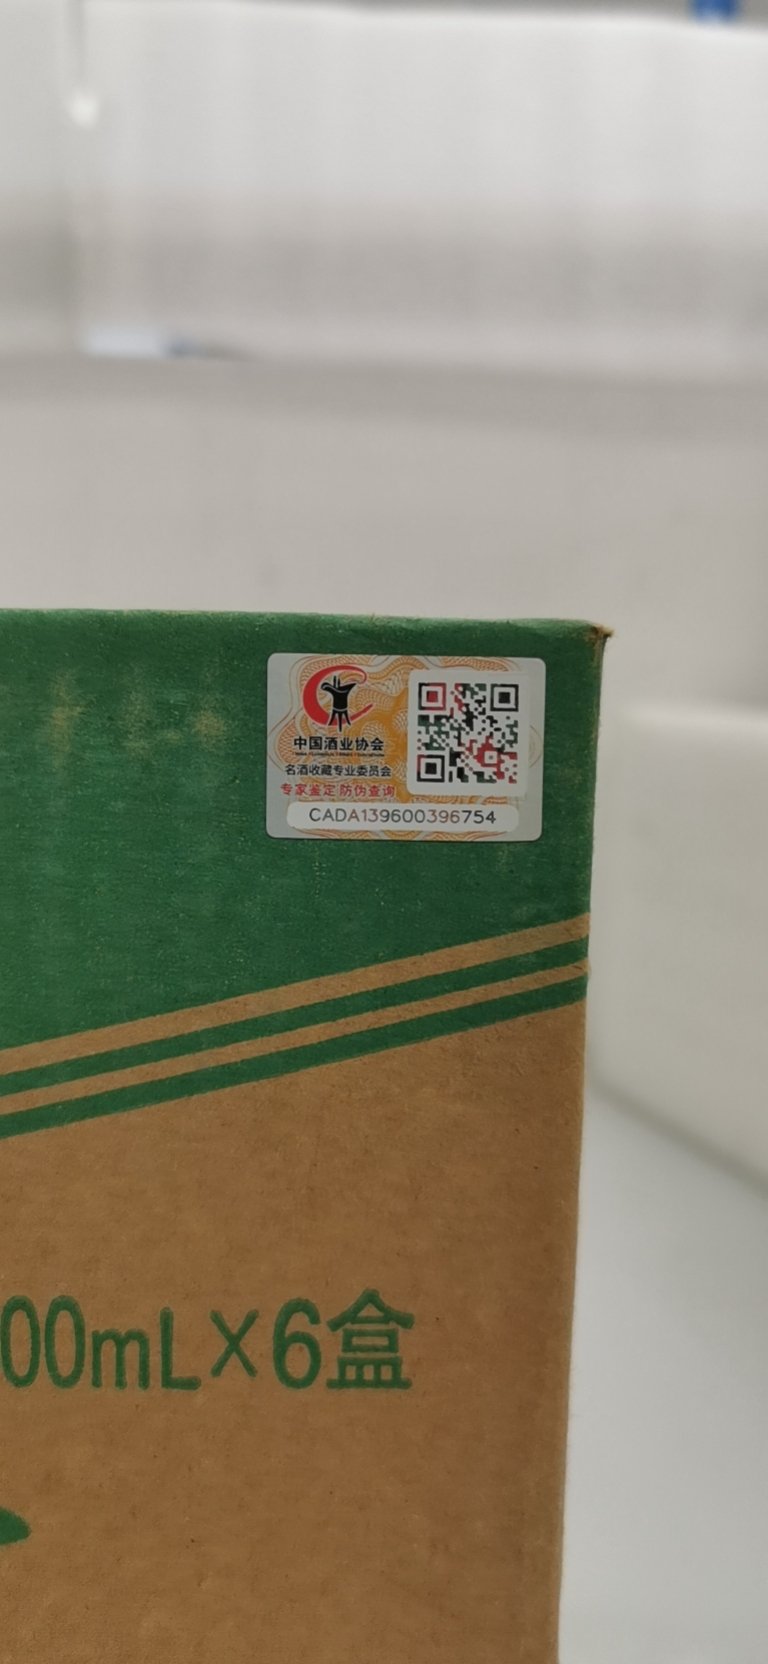 中国酒业协会
名酒收藏专业委员会
专家鉴定 防伪查询
CADA139600396754
00mL×6盒